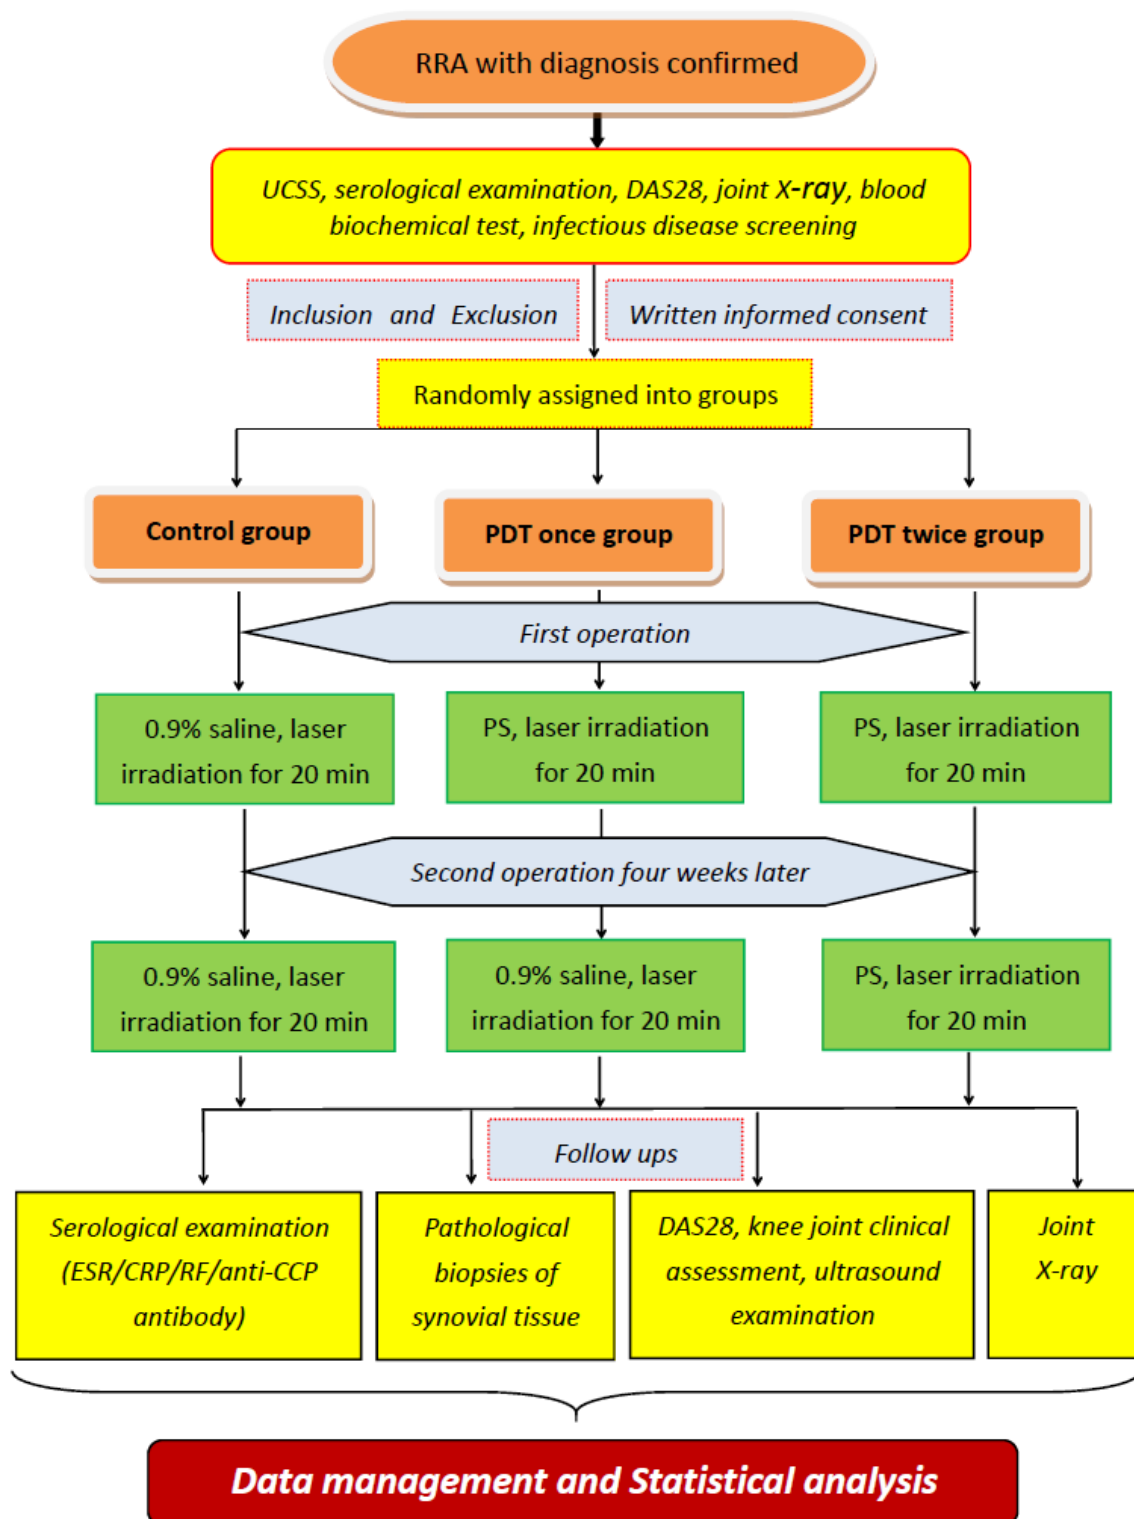 RRA with diagnosis confirmed
UCSS, serological examination, DAS28, joint X-ray, blood
biochemical test, infectious disease screening
Inclusion and Exclusion
Written informed consent
Randomly assigned into groups
Control group
PDT once group
PDT twice group
First operation
0.9% saline, laser
irradiation for 20 min
PS, laser irradiation
for 20 min
PS, laser irradiation
for 20 min
Second operation four weeks later
0.9% saline, laser
irradiation for 20 min
0.9% saline, laser
irradiation for 20 min
PS, laser irradiation
for 20 min
Follow ups
Serological examination
(ESR/CRP/RF/anti-CCP
antibody)
Pathological
biopsies of
synovial tissue
DAS28, knee joint clinical
assessment, ultrasound
examination
Joint
X-ray
Data management and Statistical analysis